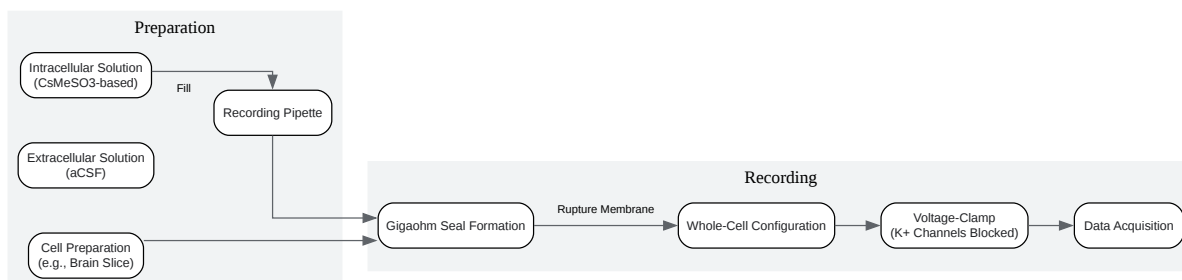 Preparation
Intracellular Solution
(CsMeSO3-based)
Fill
Recording Pipette
Extracellular Solution
(aCSF)
Cell Preparation
(e.g., Brain Slice)
Recording
Gigaohm Seal Formation
Rupture Membrane
Whole-Cell Configuration
Voltage-Clamp
(K+ Channels Blocked)
Data Acquisition